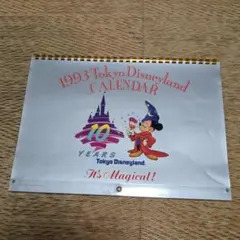 1993 Tokyo Disneyland
CALENDAR
10
YEARS
Tokyo Disneyland
It's Magical!